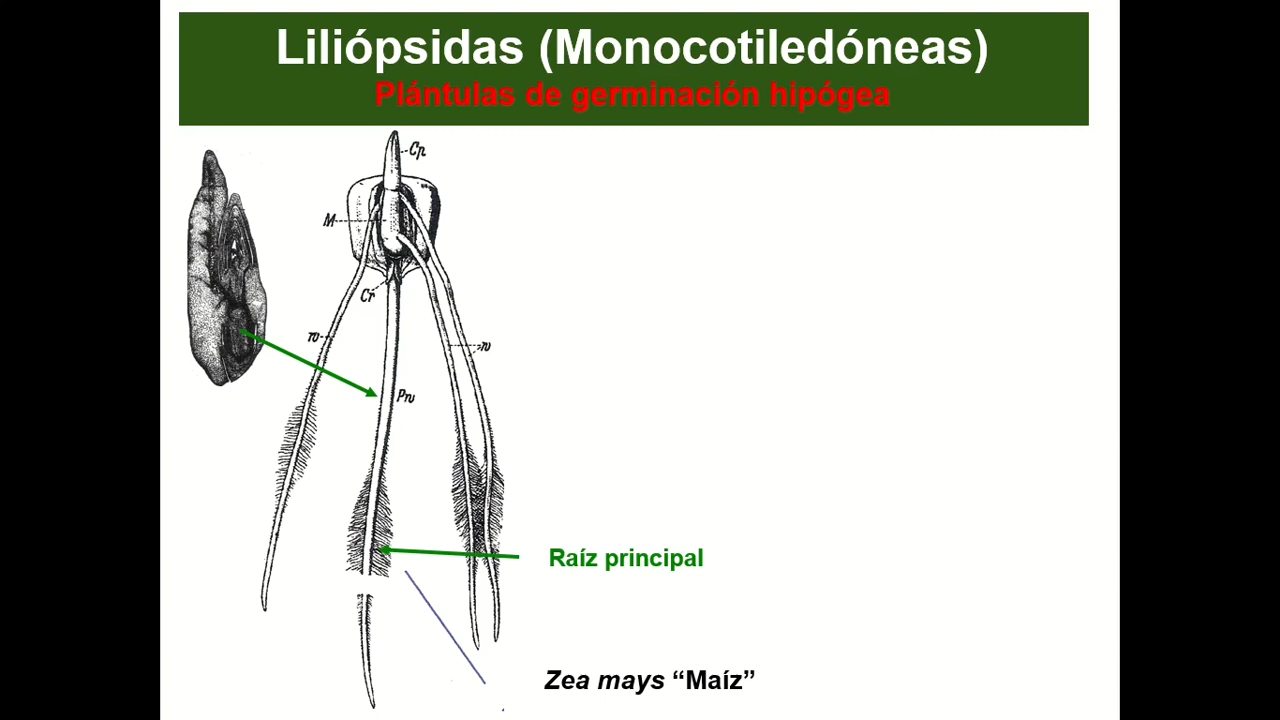 Liliópsidas (Monocotiledóneas)
Plántulas de germinación hipógea
Cp
M
Cr
w
w
Pw
Raíz principal
Zea mays “Maíz”